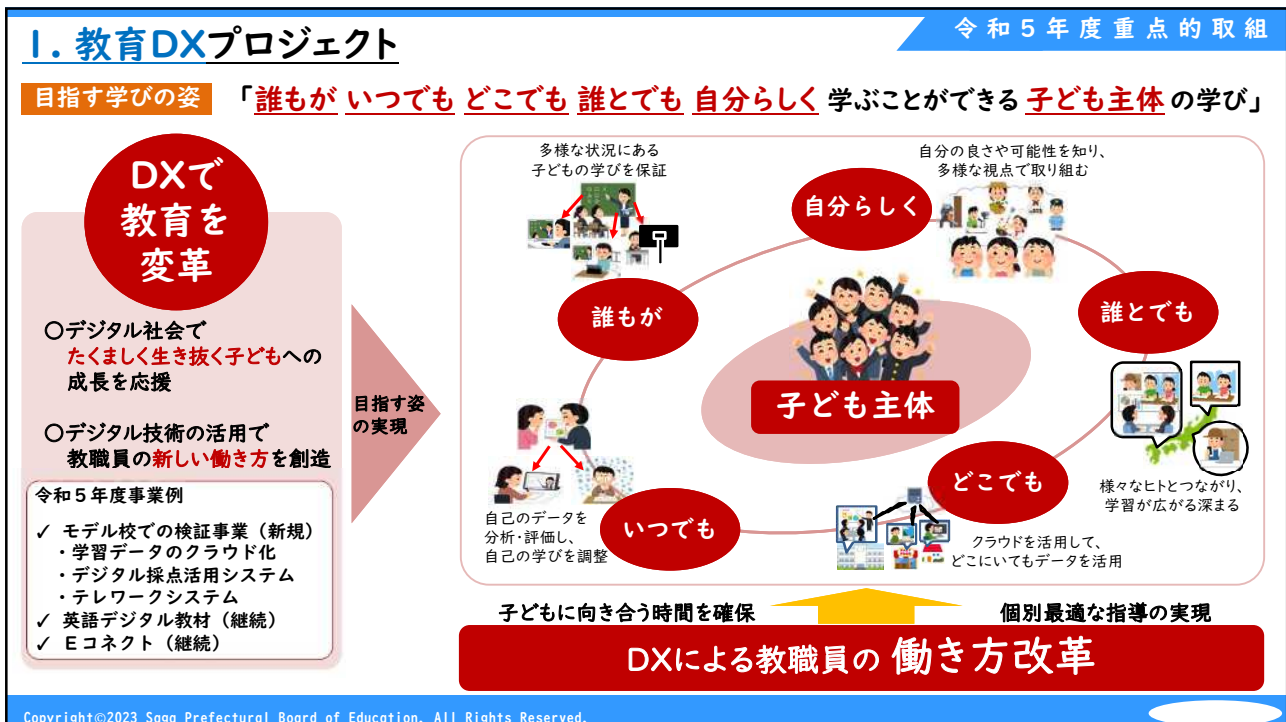 令和5年度重点的取組
1. 教育DXプロジェクト
目指す学びの姿
「誰もが いつでも どこでも 誰とでも 自分らしく 学ぶことができる 子ども主体 の学び」
DXで
教育を
変革
○デジタル社会で
たくましく生き抜く子どもへの
成長を応援
○デジタル技術の活用で
教職員の新しい働き方を創造
令和5年度事業例
✓ モデル校での検証事業（新規）
・学習データのクラウド化
・デジタル採点活用システム
・テレワークシステム
✓ 英語デジタル教材（継続）
✓ Eコネクト（継続）
目指す姿
の実現
多様な状況にある
子どもの学びを保証
誰もが
自分の良さや可能性を知り、
多様な視点で取り組む
自分らしく
誰とでも
様々なヒトとつながり、
学習が広がる深まる
子ども主体
どこでも
クラウドを活用して、
どこにいてもデータを活用
いつでも
自己のデータを
分析・評価し、
自己の学びを調整
子どもに向き合う時間を確保
個別最適な指導の実現
DXによる教職員の 働き方改革
Copyright©2023 Saga Prefectural Board of Education. All Rights Reserved.